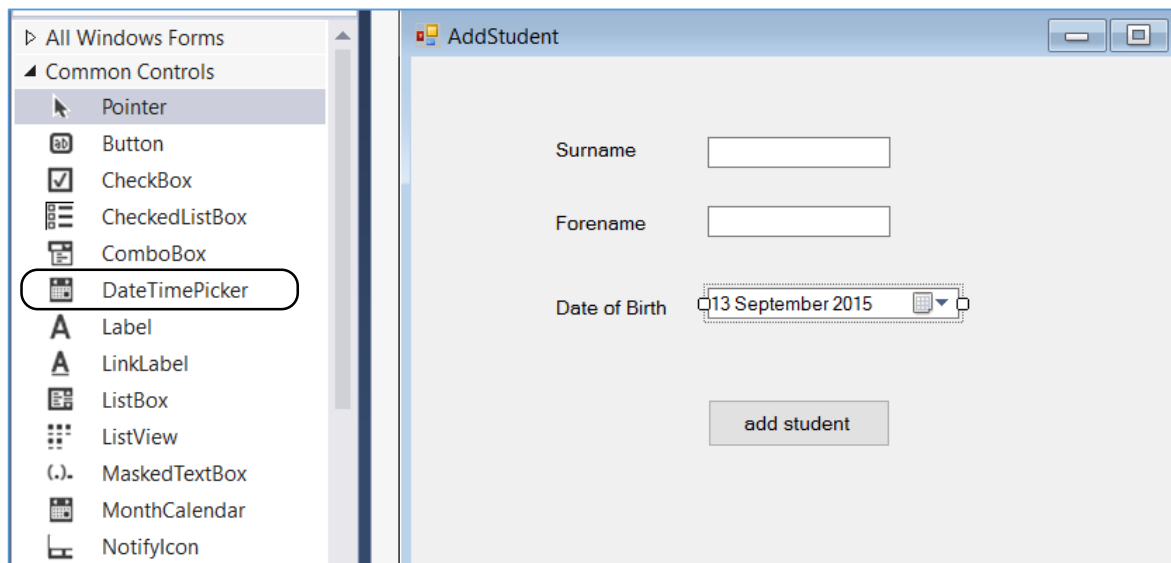 All Windows Forms
Common Controls
Pointer
Button
CheckBox
CheckedListBox
ComboBox
DateTimePicker
Label
LinkLabel
ListBox
ListView
MaskedTextBox
MonthCalendar
NotifyIcon
AddStudent
Surname
Forename
Date of Birth 13 September 2015
add student